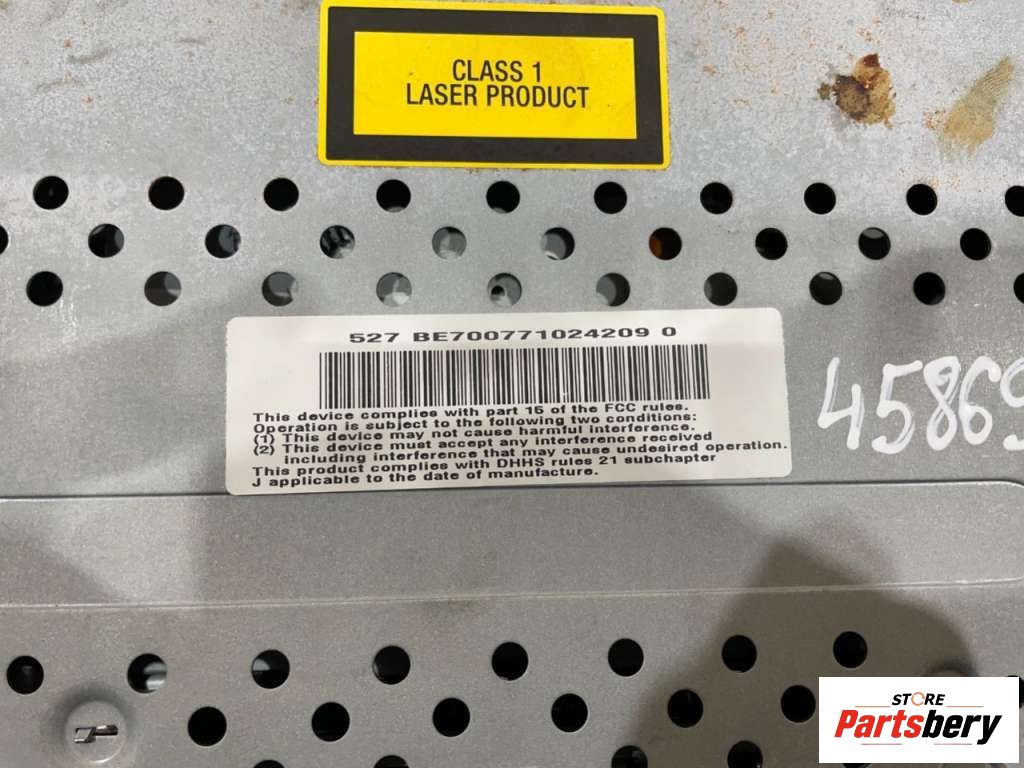 CLASS 1
LASER PRODUCT
527 BE700771024209 0
This device complies with part 15 of the FCC rules.
Operation is subject to the following two conditions:
(1) This device may not cause harmful interference.
(2) This device must accept any interference received
including interference that may cause undesired operation.
This product complies with DHHS rules 21 subchapter
J applicable to the date of manufacture.
45869
STORE
Partsbery